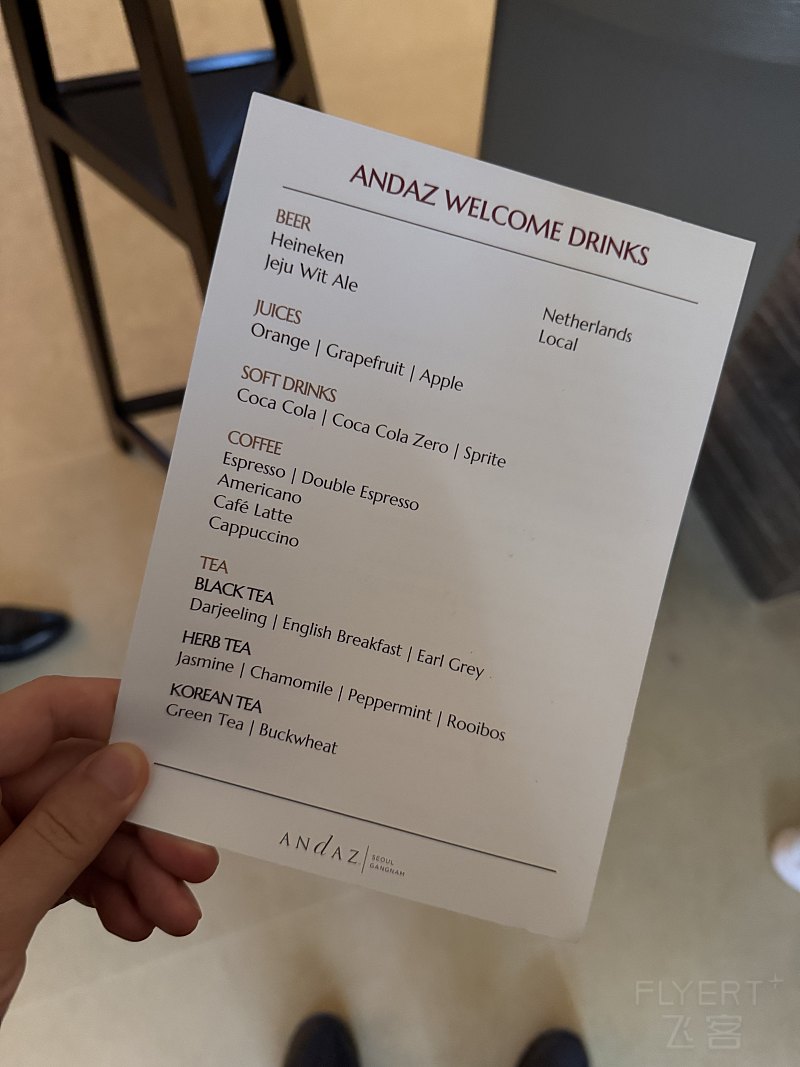 ANDAZ WELCOME DRINKS
BEER
Heineken Netherlands
Jeju Wit Ale Local
JUICES
Orange | Grapefruit | Apple
SOFT DRINKS
Coca Cola | Coca Cola Zero | Sprite
COFFEE
Espresso | Double Espresso
Americano
Café Latte
Cappuccino
TEA
BLACK TEA
Darjeeling | English Breakfast | Earl Grey
HERB TEA
Jasmine | Chamomile | Peppermint | Rooibos
KOREAN TEA
Green Tea | Buckwheat
ANdAZ SEOUL
GANGNAM
FLYERT+
飞客